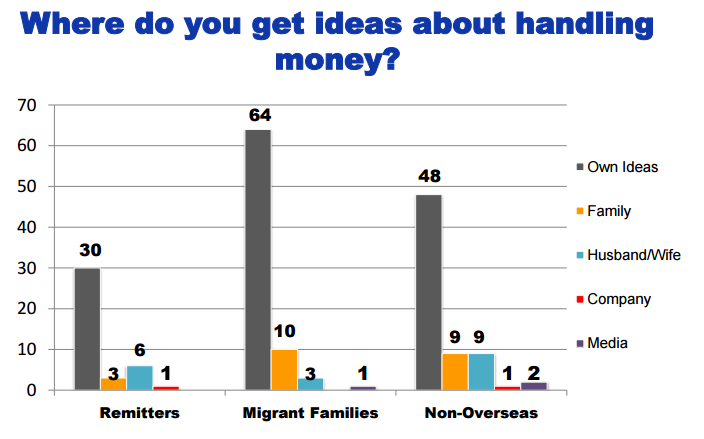 Where do you get ideas about handling
money?
70
60
50
40
30
20
10
0
30
3
6
1
64
10
3
1
48
9
9
1
2
Remitters
Migrant Families
Non-Overseas
Own Ideas
Family
Husband/Wife
Company
Media